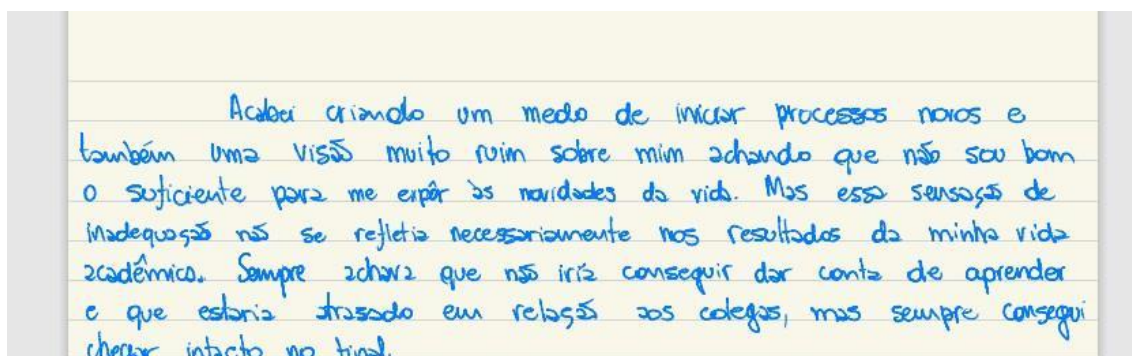 Acabei criando um medo de iniciar processos novos e
também uma visão muito ruim sobre mim achando que não sou bom
o suficiente para me expôr às novidades da vida. Mas essa sensação de
inadequação não se refletia necessariamente nos resultados da minha vida
acadêmica. Sempre achava que não iria conseguir dar conta de aprender
e que estaria atrasado em relação aos colegas, mas sempre consegui
chegar intacto no final.